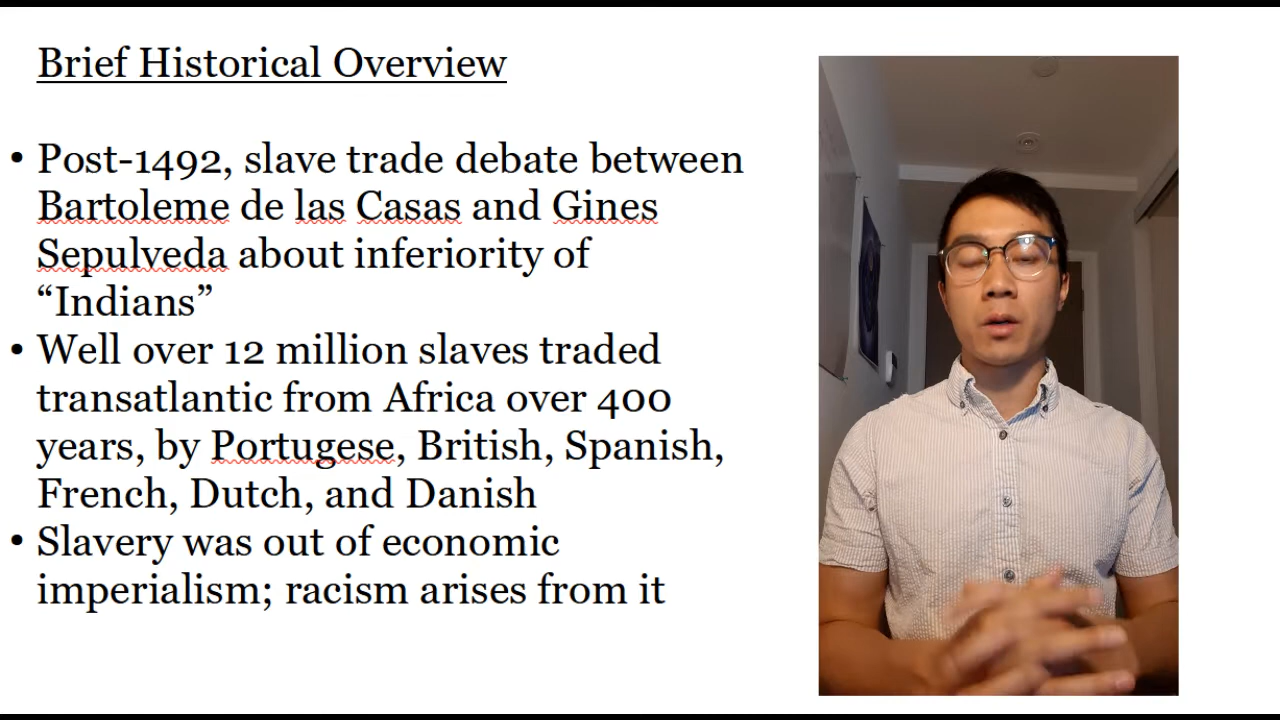 Brief Historical Overview
• Post-1492, slave trade debate between
Bartoleme de las Casas and Gines
Sepulveda about inferiority of
“Indians”
• Well over 12 million slaves traded
transatlantic from Africa over 400
years, by Portugese, British, Spanish,
French, Dutch, and Danish
• Slavery was out of economic
imperialism; racism arises from it